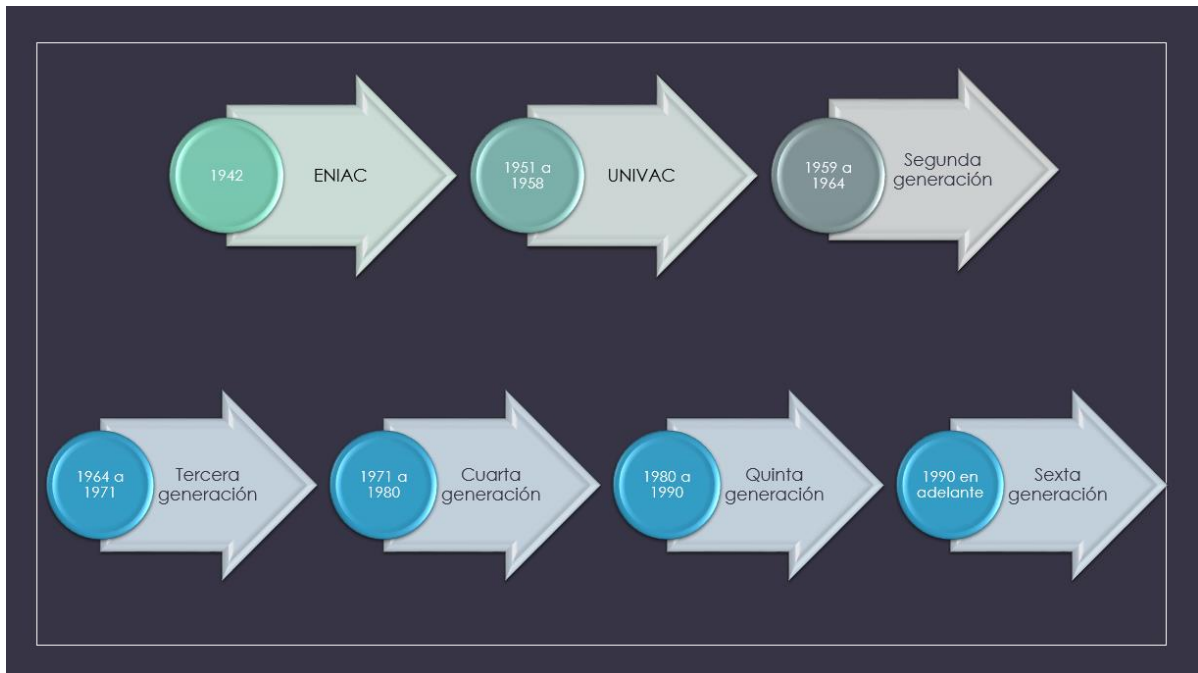 1942
ENIAC
1951 a
1958
UNIVAC
1959 a
1964
Segunda
generación
1964 a
1971
Tercera
generación
1971 a
1980
Cuarta
generación
1980 a
1990
Quinta
generación
1990 en
adelante
Sexta
generación